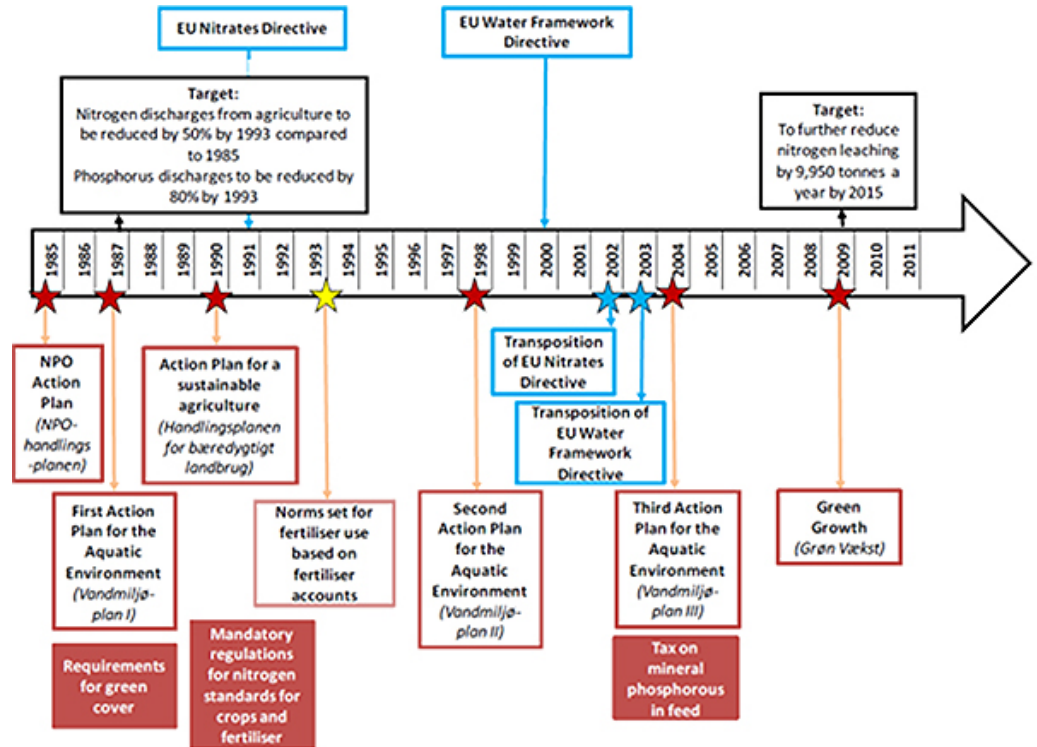 EU Nitrates Directive
EU Water Framework
Directive
Target:
Nitrogen discharges from agriculture to
be reduced by 50% by 1993 compared
to 1985
Phosphorus discharges to be reduced by
80% by 1993
Target:
To further reduce
nitrogen leaching
by 9,950 tonnes a
year by 2015
1985
1986
1987
1988
1989
1990
1991
1992
1993
1994
1995
1996
1997
1998
1999
2000
2001
2002
2003
2004
2005
2006
2007
2008
2009
2010
2011
NPO
Action
Plan
(NPO-
handlings
-planen)
Action Plan for a
sustainable
agriculture
(Handlingsplanen
for bæredygtigt
landbrug)
Transposition
of EU Nitrates
Directive
Transposition of
EU Water
Framework
Directive
First Action
Plan for the
Aquatic
Environment
(Vandmiljø-
plan I)
Norms set for
fertiliser use
based on
fertiliser
accounts
Second
Action Plan
for the
Aquatic
Environment
(Vandmiljø-
plan II)
Third Action
Plan for the
Aquatic
Environment
(Vandmiljø-
plan III)
Green
Growth
(Grøn Vækst)
Requirements
for green
cover
Mandatory
regulations
for nitrogen
standards for
crops and
fertiliser
Tax on
mineral
phosphorous
in feed